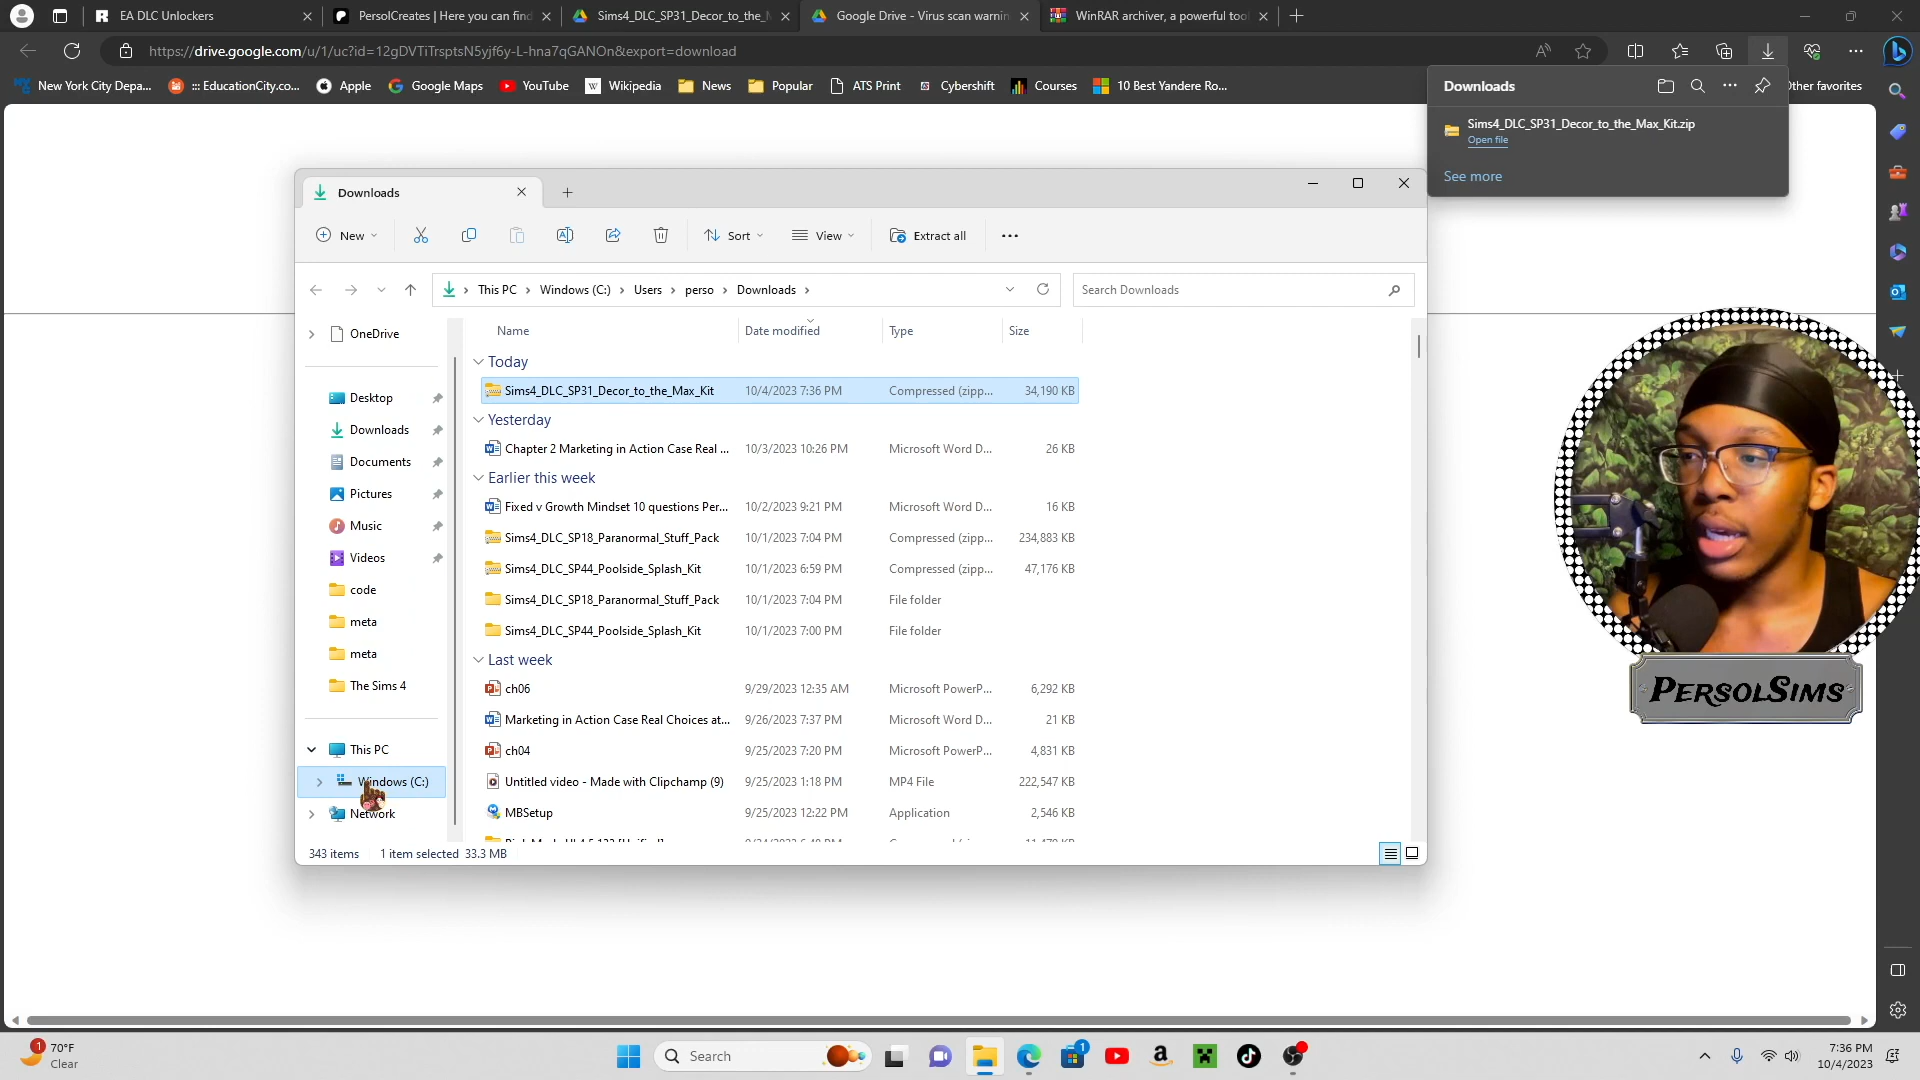 EA DLC Unlockers
PersolCreates | Here you can find
Sims4_DLC_SP31_Decor_to_the_M
Google Drive - Virus scan warnin
WinRAR archiver, a powerful tool
https://drive.google.com/u/1/uc?id=12gDVTiTrsptsN5yjf6y-L-hna7qGANOn&export=download
New York City Depa...
::: EducationCity.co...
Apple
Google Maps
YouTube
Wikipedia
News
Popular
ATS Print
Cybershift
Courses
10 Best Yandere Ro...
Other favorites
Downloads
Sims4_DLC_SP31_Decor_to_the_Max_Kit.zip
Open file
See more
Downloads
New
Sort
View
Extract all
This PC > Windows (C:) > Users > perso > Downloads >
Search Downloads
Name Date modified Type Size
OneDrive
Desktop
Downloads
Documents
Pictures
Music
Videos
code
meta
meta
The Sims 4
This PC
Windows (C:)
Network
Today
Sims4_DLC_SP31_Decor_to_the_Max_Kit 10/4/2023 7:36 PM Compressed (zipp... 34,190 KB
Yesterday
Chapter 2 Marketing in Action Case Real ... 10/3/2023 10:26 PM Microsoft Word D... 26 KB
Earlier this week
Fixed v Growth Mindset 10 questions Per... 10/2/2023 9:21 PM Microsoft Word D... 16 KB
Sims4_DLC_SP18_Paranormal_Stuff_Pack 10/1/2023 7:04 PM Compressed (zipp... 234,883 KB
Sims4_DLC_SP44_Poolside_Splash_Kit 10/1/2023 6:59 PM Compressed (zipp... 47,176 KB
Sims4_DLC_SP18_Paranormal_Stuff_Pack 10/1/2023 7:04 PM File folder
Sims4_DLC_SP44_Poolside_Splash_Kit 10/1/2023 7:00 PM File folder
Last week
ch06 9/29/2023 12:35 AM Microsoft PowerP... 6,292 KB
Marketing in Action Case Real Choices at... 9/26/2023 7:37 PM Microsoft Word D... 21 KB
ch04 9/25/2023 7:20 PM Microsoft PowerP... 4,831 KB
Untitled video - Made with Clipchamp (9) 9/25/2023 1:18 PM MP4 File 222,547 KB
MBSetup 9/25/2023 12:22 PM Application 2,546 KB
343 items 1 item selected 33.3 MB
PERSOLSIMS
1
70°F
Clear
Search
1
7:36 PM
10/4/2023